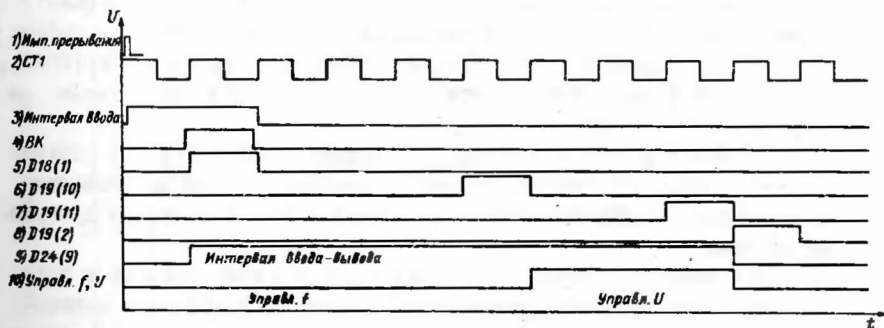 U
1) Имп. прерывания
2) СТ1
3) Интервал ввода
4) ВК
5) D18 (1)
6) D19 (10)
7) D19 (11)
8) D19 (2)
9) D24 (9)
Интервал ввода-вывода
10) Управл. f, U
Управл. f
Управл. U
t